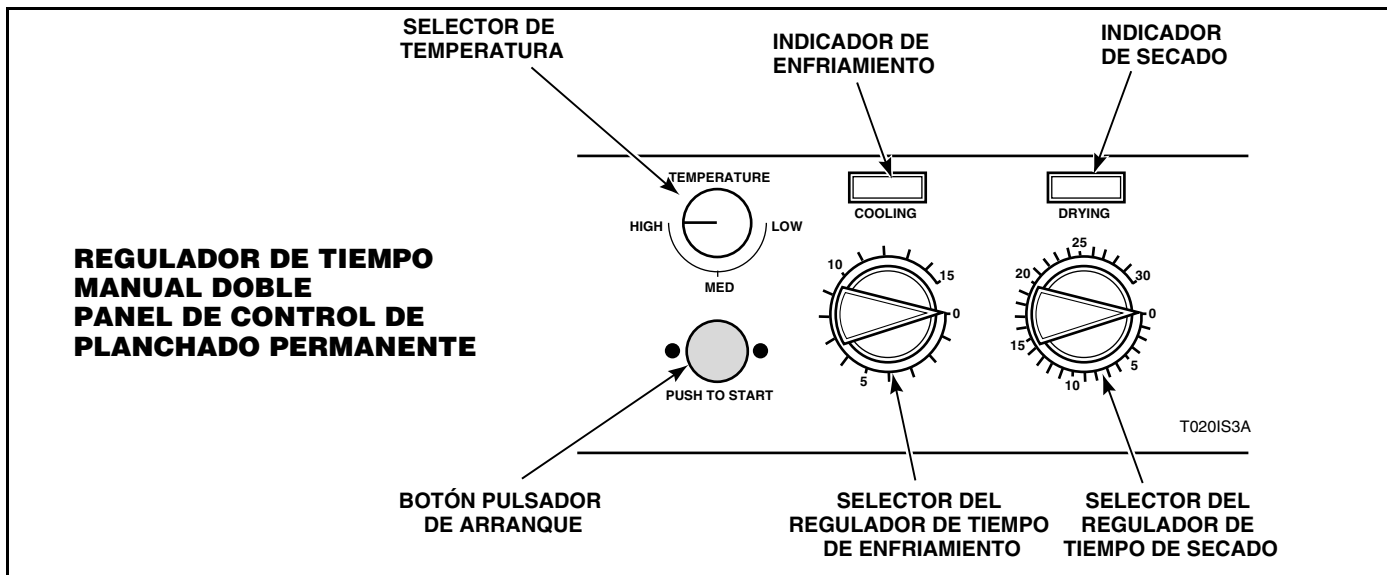 SELECTOR DE
TEMPERATURA
INDICADOR DE
ENFRIAMIENTO
INDICADOR
DE SECADO
REGULADOR DE TIEMPO
MANUAL DOBLE
PANEL DE CONTROL DE
PLANCHADO PERMANENTE
TEMPERATURE
HIGH
LOW
MED
PUSH TO START
COOLING
10
15
0
5
DRYING
25
20
30
0
15
5
10
T020IS3A
BOTÓN PULSADOR
DE ARRANQUE
SELECTOR DEL
REGULADOR DE TIEMPO
DE ENFRIAMIENTO
SELECTOR DEL
REGULADOR DE
TIEMPO DE SECADO